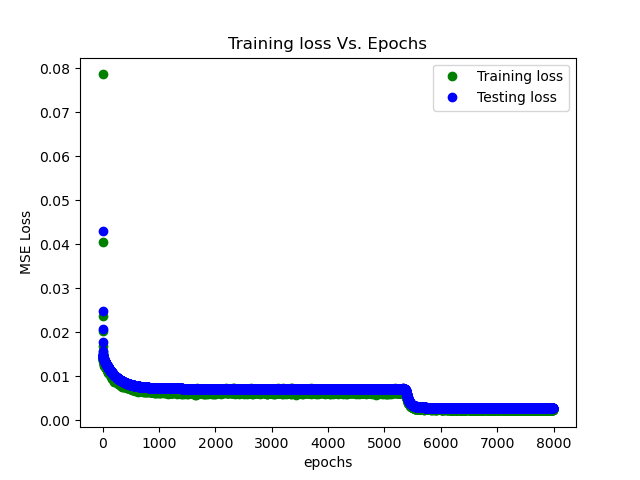 Training loss Vs. Epochs
Training loss
Testing loss
MSE Loss
0.08
0.07
0.06
0.05
0.04
0.03
0.02
0.01
0.00
0 1000 2000 3000 4000 5000 6000 7000 8000
epochs